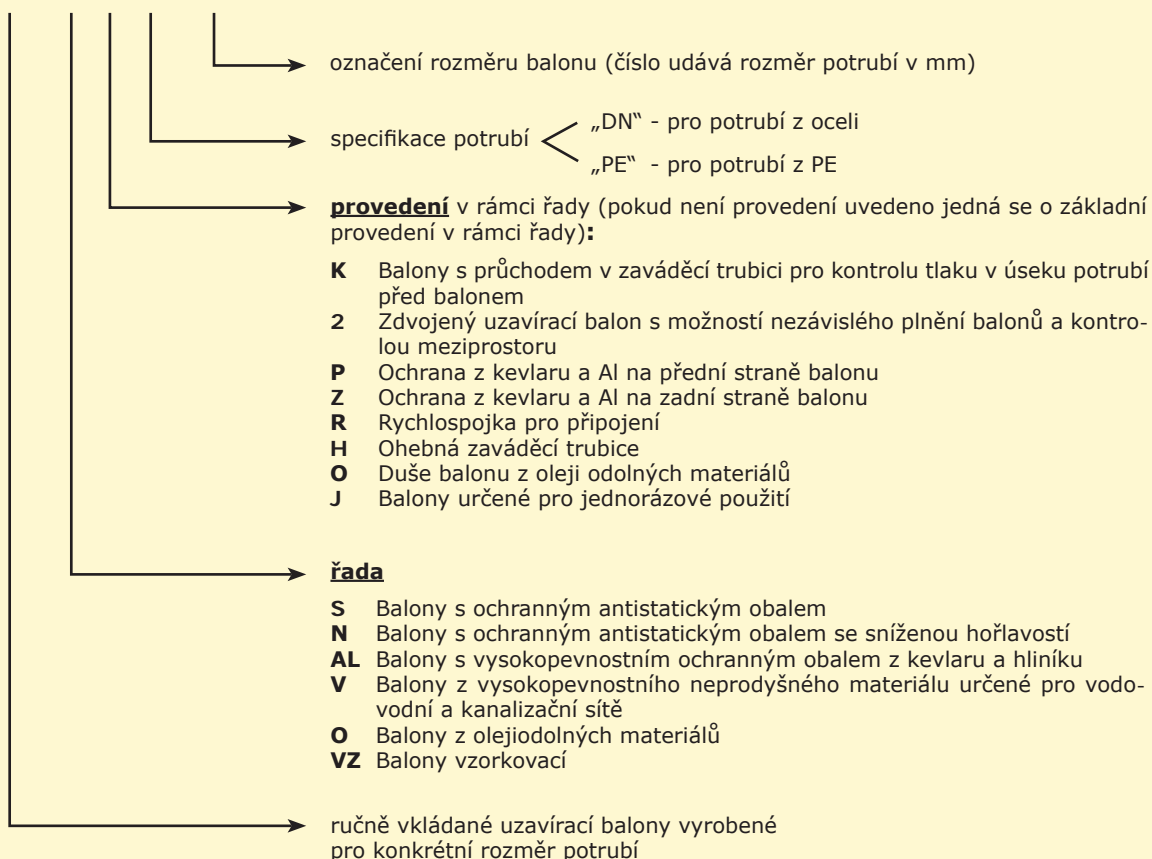 označení rozměru balonu (číslo udává rozměr potrubí v mm)
specifikace potrubí
„DN“ - pro potrubí z oceli
„PE“ - pro potrubí z PE
provedení v rámci řady (pokud není provedení uvedeno jedná se o základní
provedení v rámci řady):
K Balony s průchodem v zaváděcí trubici pro kontrolu tlaku v úseku potrubí
před balonem
2 Zdvojený uzavírací balon s možností nezávislého plnění balonů a kontro-
lou meziprostoru
P Ochrana z kevlaru a Al na přední straně balonu
Z Ochrana z kevlaru a Al na zadní straně balonu
R Rychlospojka pro připojení
H Ohebná zaváděcí trubice
O Duše balonu z oleji odolných materiálů
J Balony určené pro jednorázové použití
řada
S Balony s ochranným antistatickým obalem
N Balony s ochranným antistatickým obalem se sníženou hořlavostí
AL Balony s vysokopevnostním ochranným obalem z kevlaru a hliníku
V Balony z vysokopevnostního neprodyšného materiálu určené pro vodo-
vodní a kanalizační sítě
O Balony z olejiodolných materiálů
VZ Balony vzorkovací
ručně vkládané uzavírací balony vyrobené
pro konkrétní rozměr potrubí